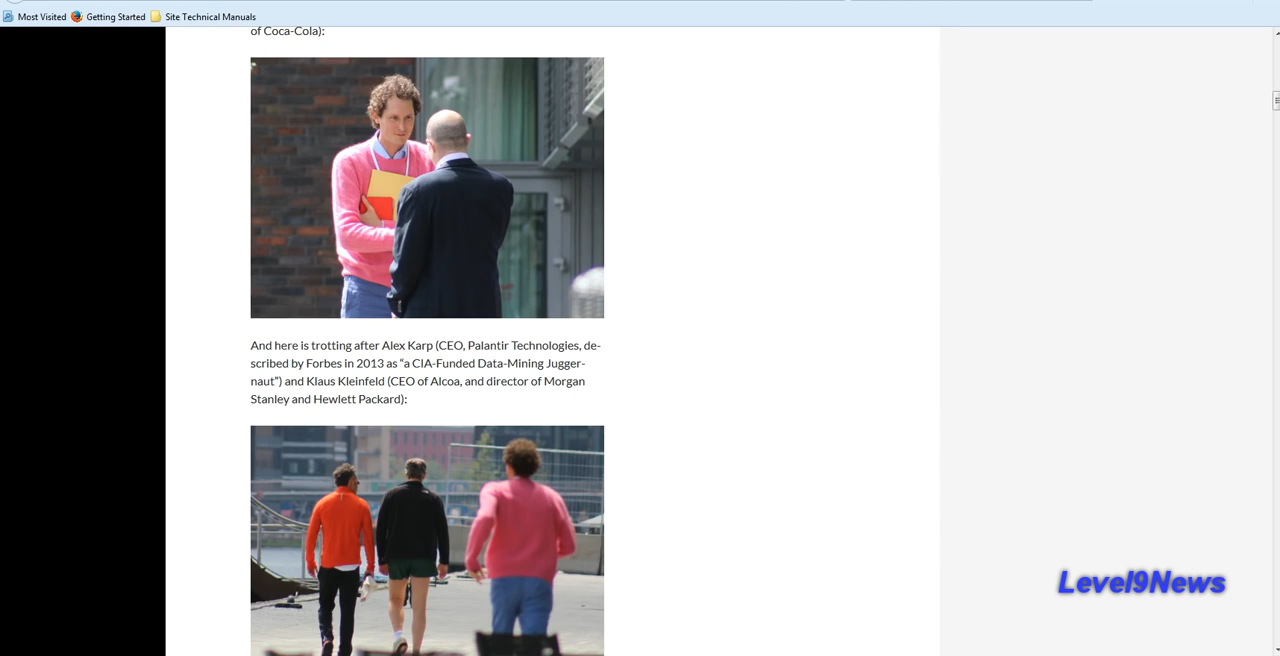 Most Visited Getting Started Site Technical Manuals
of Coca-Cola):
And here is trotting after Alex Karp (CEO, Palantir Technologies, de-
scribed by Forbes in 2013 as “a CIA-Funded Data-Mining Jugger-
naut”) and Klaus Kleinfeld (CEO of Alcoa, and director of Morgan
Stanley and Hewlett Packard):
Level9News